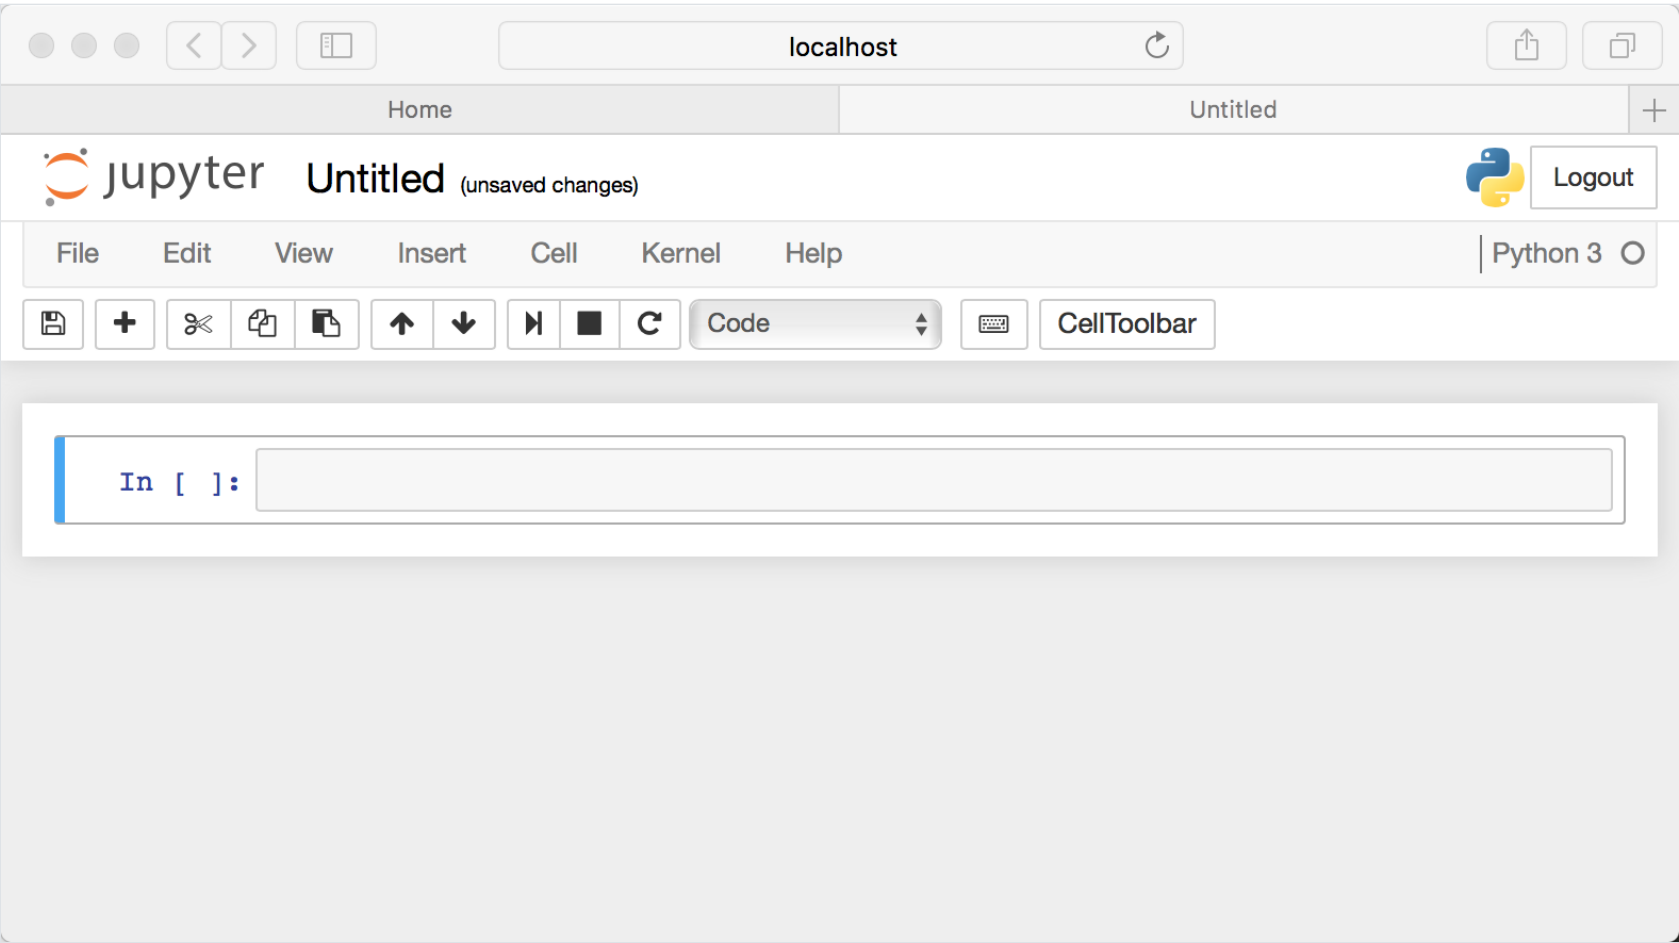 localhost
Home Untitled
jupyter Untitled (unsaved changes) Logout
File Edit View Insert Cell Kernel Help Python 3
Code CellToolbar
In [ ]: